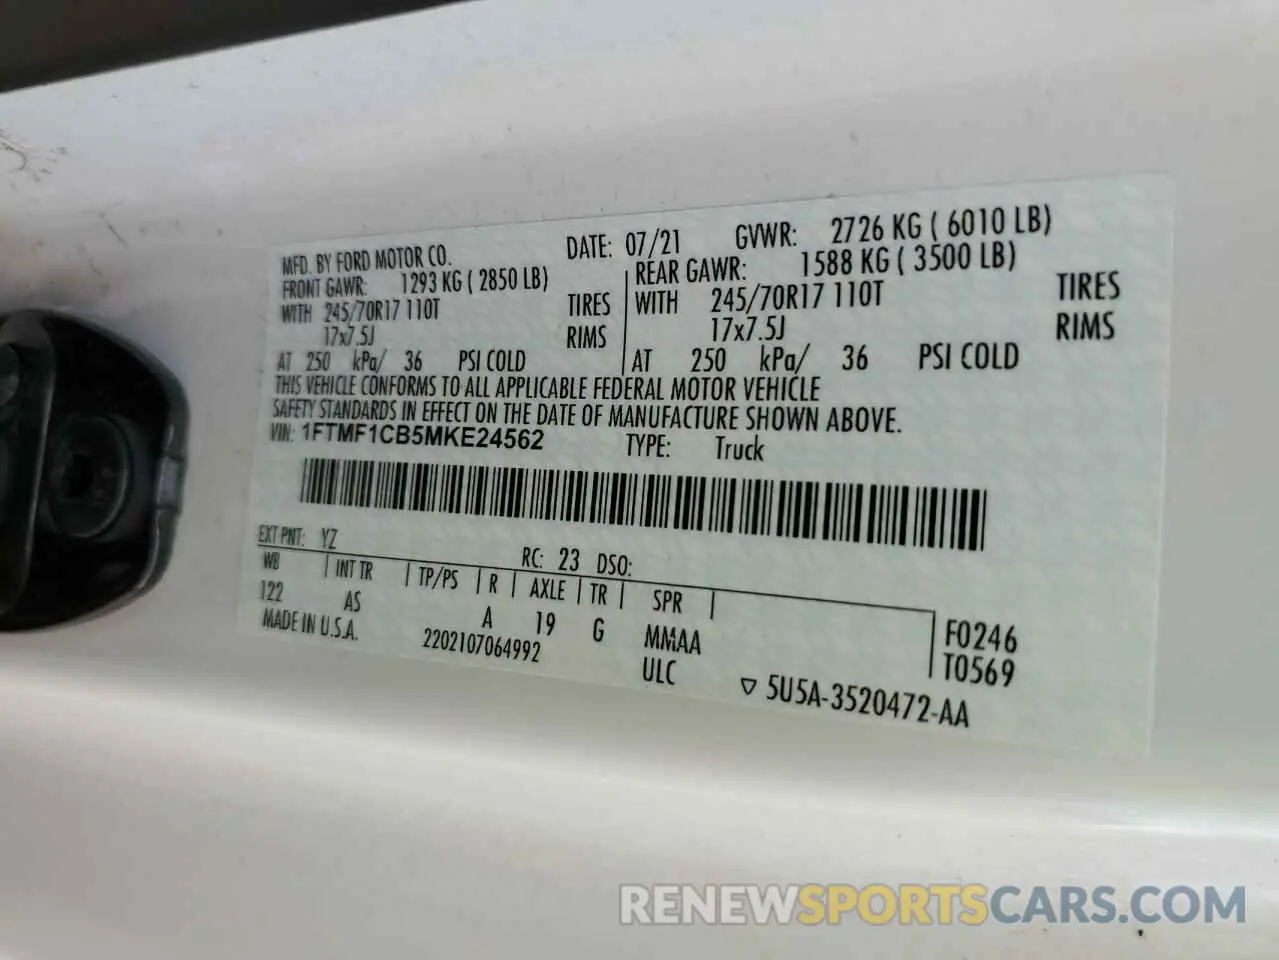 MFD. BY FORD MOTOR CO. DATE: 07/21 GVWR: 2726 KG ( 6010 LB)
FRONT GAWR: 1293 KG ( 2850 LB) REAR GAWR: 1588 KG ( 3500 LB)
WITH 245/70R17 110T TIRES WITH 245/70R17 110T TIRES
17x7.5J RIMS 17x7.5J RIMS
AT 250 kPa/ 36 PSI COLD AT 250 kPa/ 36 PSI COLD
THIS VEHICLE CONFORMS TO ALL APPLICABLE FEDERAL MOTOR VEHICLE
SAFETY STANDARDS IN EFFECT ON THE DATE OF MANUFACTURE SHOWN ABOVE.
VIN: 1FTMF1CB5MKE24562 TYPE: Truck
EXT PNT: YZ RC: 23 DSO:
WB INT TR TP/PS R AXLE TR SPR
122 AS A 19 G MMAA F0246
MADE IN U.S.A. 2202107064992 ULC T0569
▽ 5U5A-3520472-AA
RENEWSPORTSCARS.COM